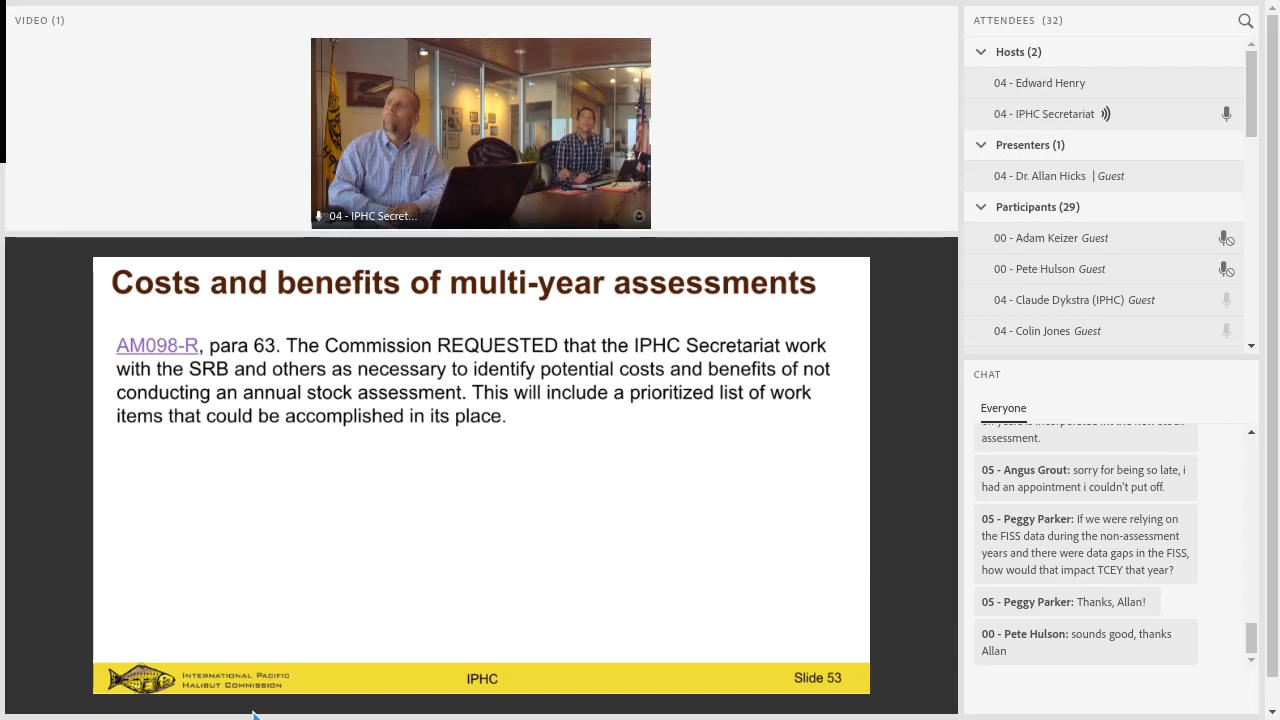 VIDEO (1)
04 - IPHC Secret...
Costs and benefits of multi-year assessments
AM098-R, para 63. The Commission REQUESTED that the IPHC Secretariat work
with the SRB and others as necessary to identify potential costs and benefits of not
conducting an annual stock assessment. This will include a prioritized list of work
items that could be accomplished in its place.
INTERNATIONAL PACIFIC
HALIBUT COMMISSION
IPHC
Slide 53
ATTENDEES (32)
Hosts (2)
04 - Edward Henry
04 - IPHC Secretariat
Presenters (1)
04 - Dr. Allan Hicks | Guest
Participants (29)
00 - Adam Keizer Guest
00 - Pete Hulson Guest
04 - Claude Dykstra (IPHC) Guest
04 - Colin Jones Guest
CHAT
Everyone
assessment.
05 - Angus Grout: sorry for being so late, i
had an appointment i couldn't put off.
05 - Peggy Parker: If we were relying on
the FISS data during the non-assessment
years and there were data gaps in the FISS,
how would that impact TCEY that year?
05 - Peggy Parker: Thanks, Allan!
00 - Pete Hulson: sounds good, thanks
Allan